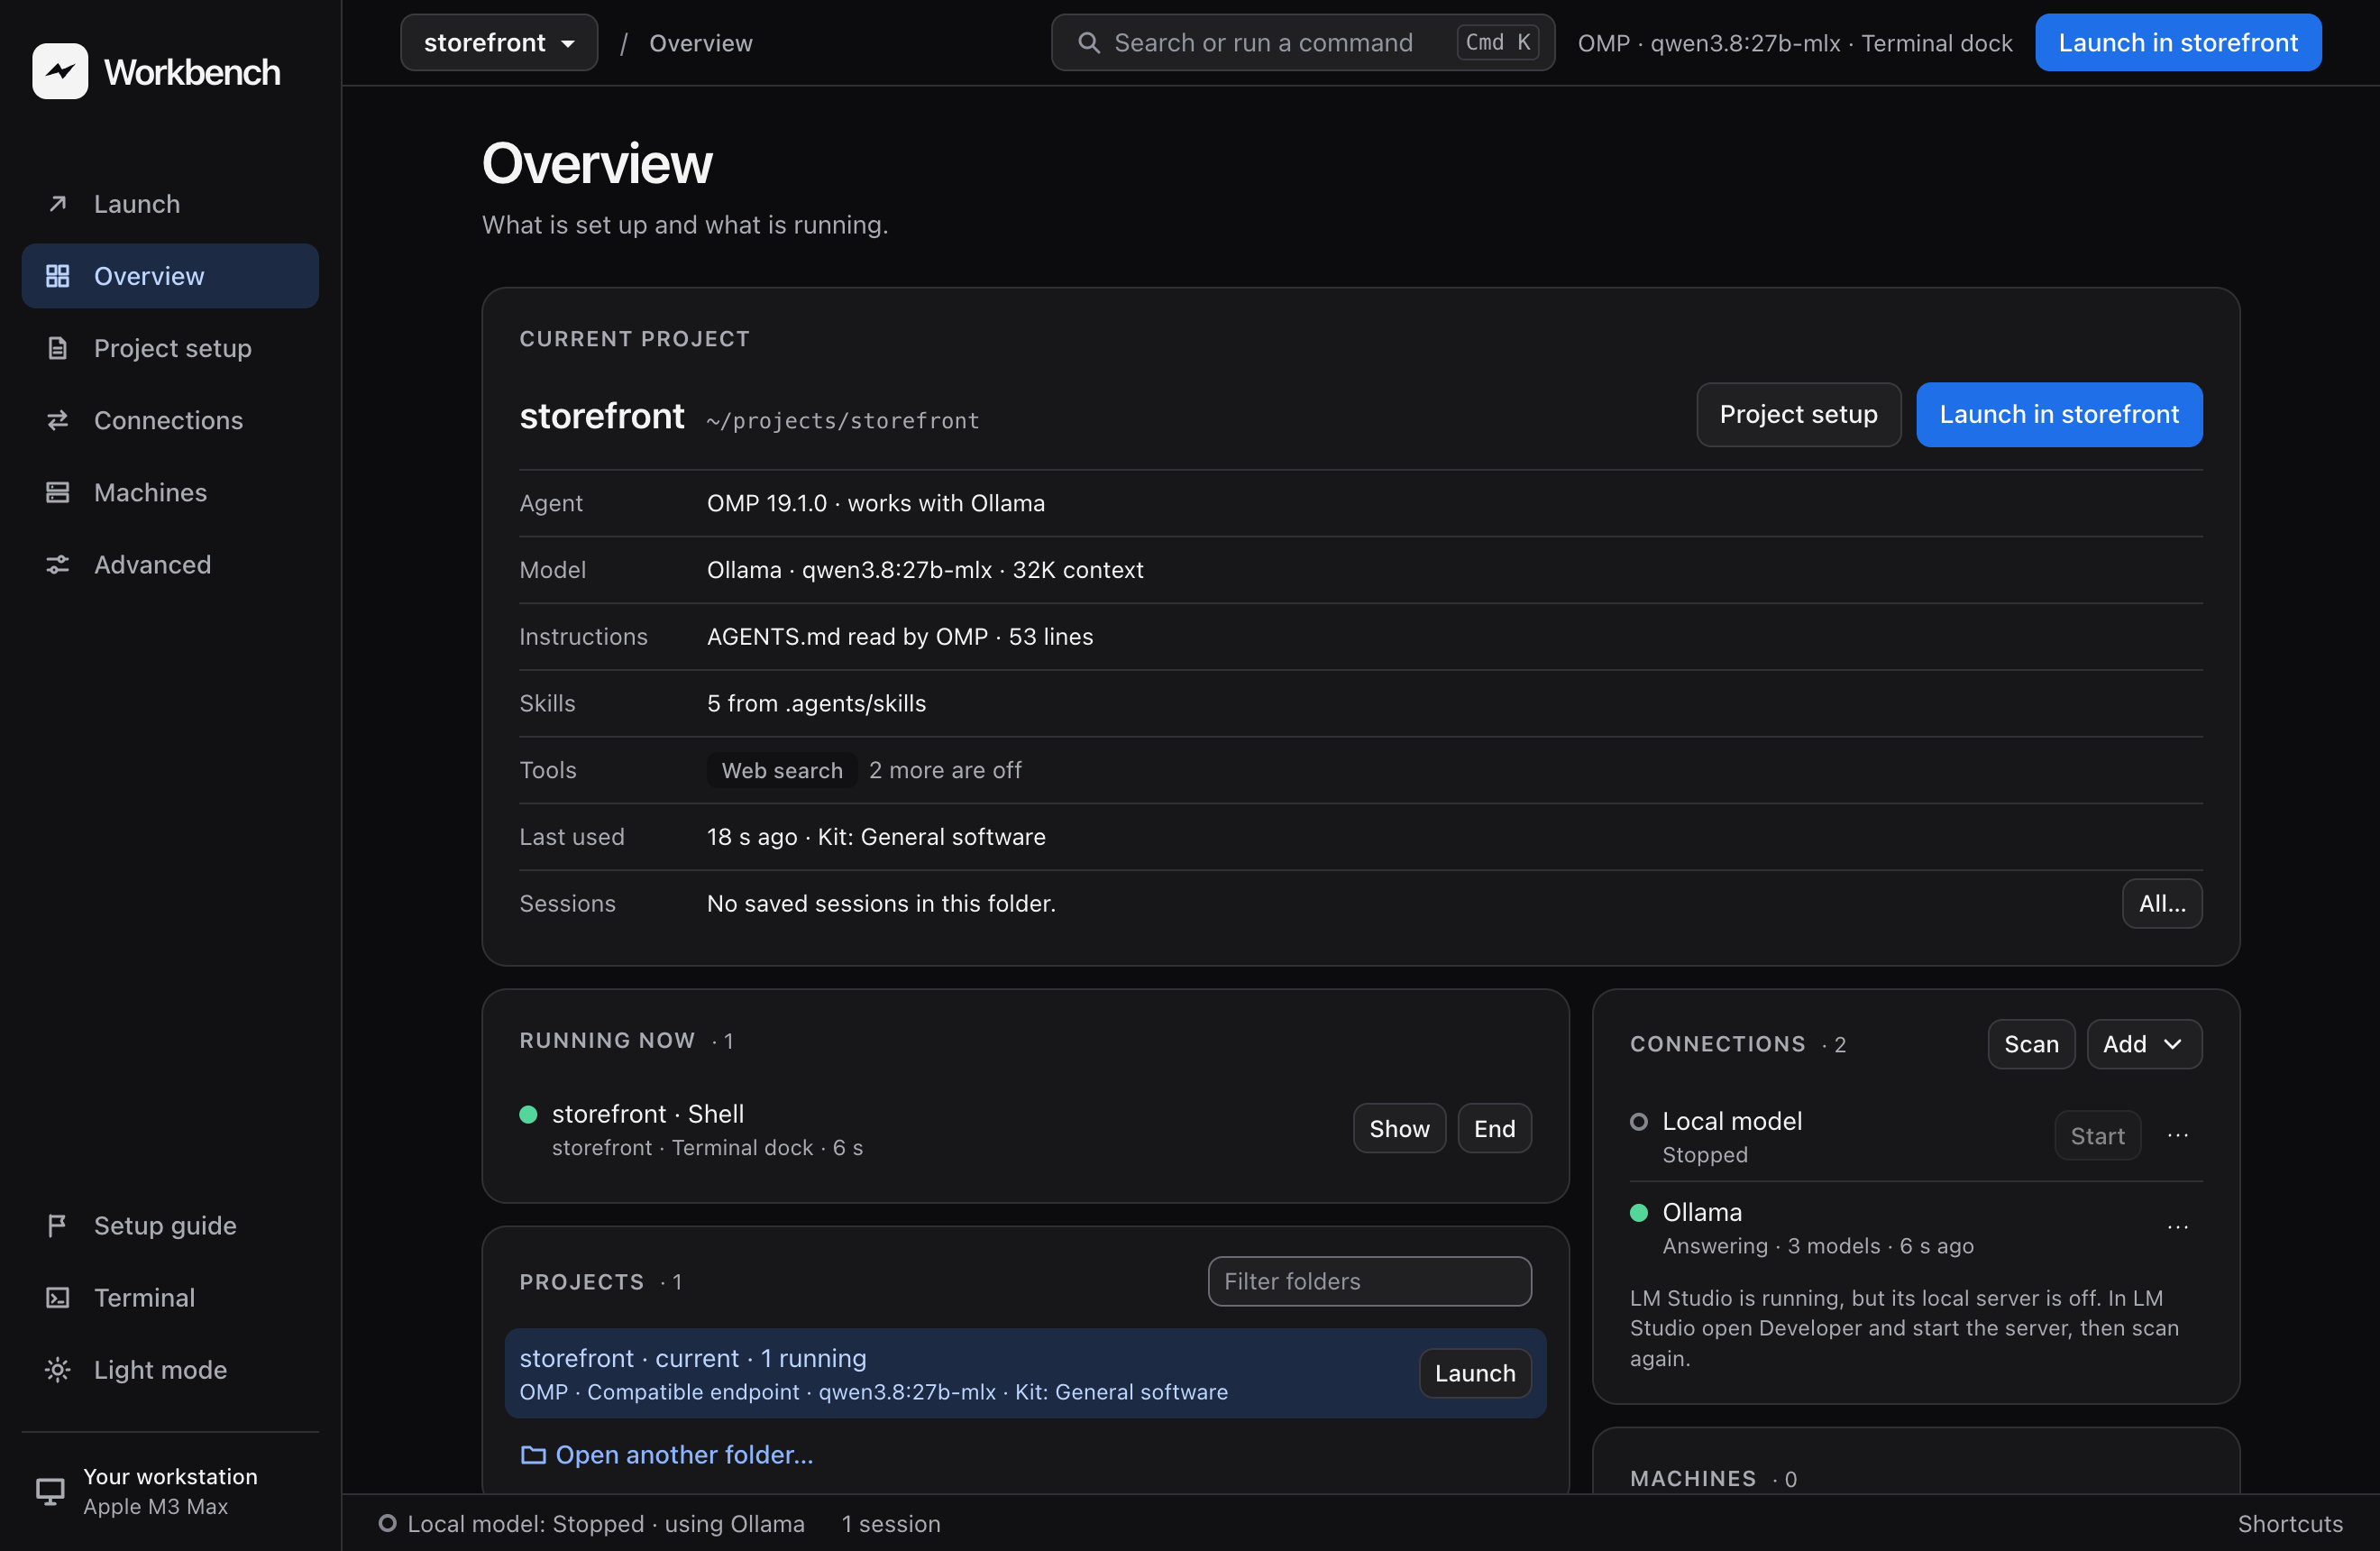 Workbench
Launch
Overview
Project setup
Connections
Machines
Advanced
Setup guide
Terminal
Light mode
Your workstation
Apple M3 Max
storefront / Overview
Search or run a command Cmd K
OMP · qwen3.8:27b-mlx · Terminal dock
Launch in storefront
Overview
What is set up and what is running.
CURRENT PROJECT
storefront ~/projects/storefront
Project setup
Launch in storefront
Agent OMP 19.1.0 · works with Ollama
Model Ollama · qwen3.8:27b-mlx · 32K context
Instructions AGENTS.md read by OMP · 53 lines
Skills 5 from .agents/skills
Tools Web search 2 more are off
Last used 18 s ago · Kit: General software
Sessions No saved sessions in this folder. All...
RUNNING NOW · 1
storefront · Shell
storefront · Terminal dock · 6 s
Show End
PROJECTS · 1
Filter folders
storefront · current · 1 running
OMP · Compatible endpoint · qwen3.8:27b-mlx · Kit: General software
Launch
Open another folder...
CONNECTIONS · 2
Scan Add
Local model
Stopped
Start ...
Ollama
Answering · 3 models · 6 s ago
...
LM Studio is running, but its local server is off. In LM
Studio open Developer and start the server, then scan
again.
MACHINES · 0
Local model: Stopped · using Ollama 1 session
Shortcuts